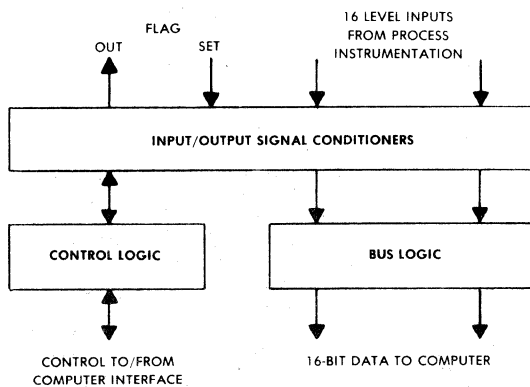 FLAG
OUT
SET
16 LEVEL INPUTS
FROM PROCESS
INSTRUMENTATION
INPUT/OUTPUT SIGNAL CONDITIONERS
CONTROL LOGIC
BUS LOGIC
CONTROL TO/FROM
COMPUTER INTERFACE
16-BIT DATA TO COMPUTER